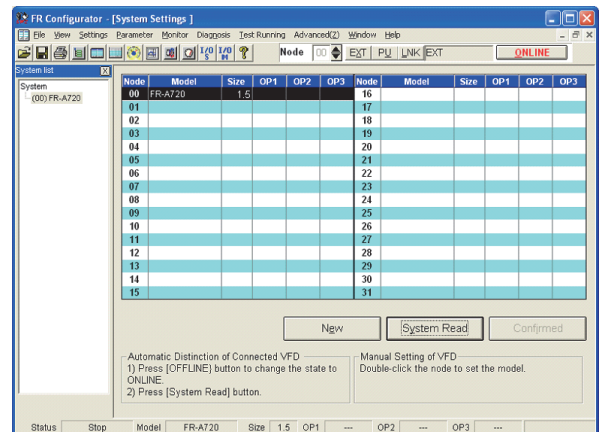 FR Configurator - [System Settings ]
File View Settings Parameter Monitor Diagnosis Test Running Advanced(Z) Window Help
I/O S I/O M ? Node 00 EXT PU LNK EXT ONLINE
System list
System
(00) FR-A720
Node Model Size OP1 OP2 OP3 Node Model Size OP1 OP2 OP3
00 FR-A720 1.5 16
01 17
02 18
03 19
04 20
05 21
06 22
07 23
08 24
09 25
10 26
11 27
12 28
13 29
14 30
15 31
New System Read Confirmed
Automatic Distinction of Connected VFD
1) Press [OFFLINE] button to change the state to
ONLINE.
2) Press [System Read] button.
Manual Setting of VFD
Double-click the node to set the model.
Status Stop Model FR-A720 Size 1.5 OP1 --- OP2 --- OP3 ---